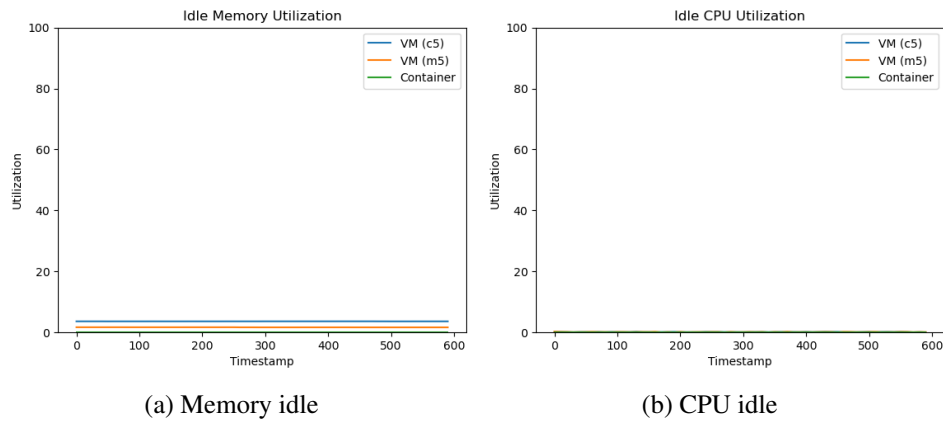 Idle Memory Utilization
100
80
60
40
20
0
Utilization
VM (c5)
VM (m5)
Container
0 100 200 300 400 500 600
Timestamp
(a) Memory idle
Idle CPU Utilization
100
80
60
40
20
0
Utilization
VM (c5)
VM (m5)
Container
0 100 200 300 400 500 600
Timestamp
(b) CPU idle